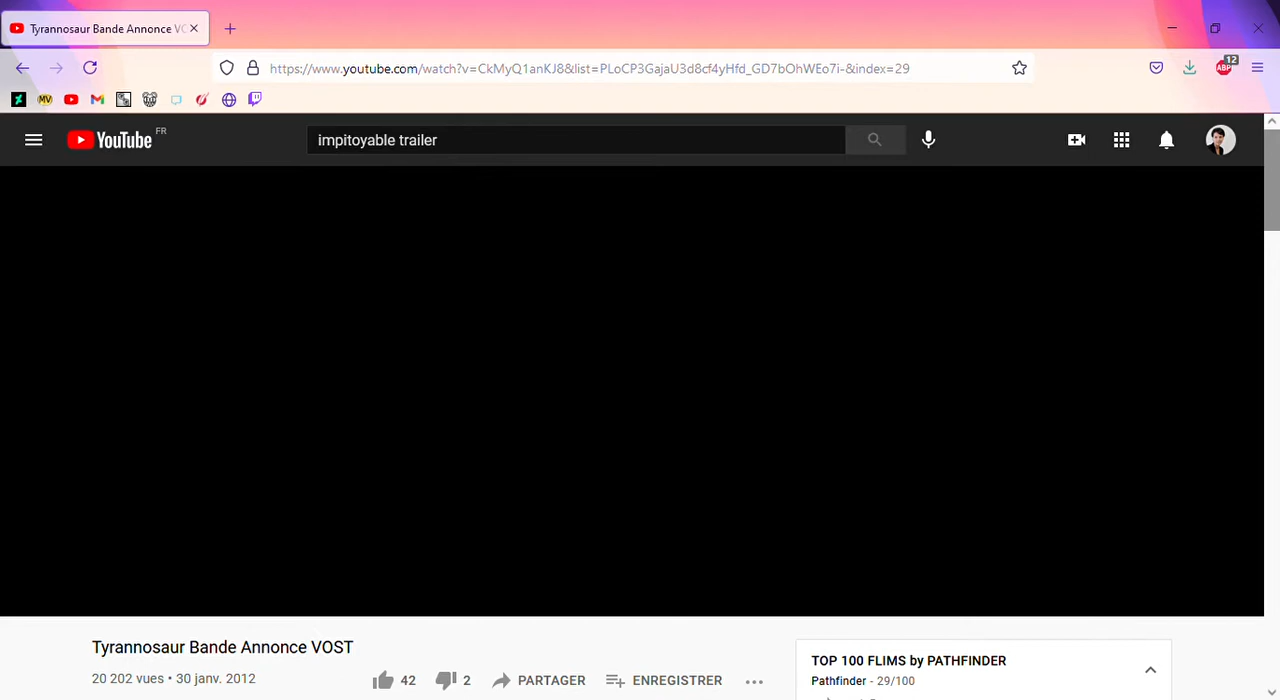 Tyrannosaur Bande Annonce VO
https://www.youtube.com/watch?v=CkMyQ1anKJ8&list=PLoCP3GajaU3d8cf4yHfd_GD7bOhWEo7i-&index=29
ABP 12
MV
YouTube FR
impitoyable trailer
Tyrannosaur Bande Annonce VOST
20 202 vues • 30 janv. 2012
42 2 PARTAGER ENREGISTRER
TOP 100 FLIMS by PATHFINDER
Pathfinder - 29/100